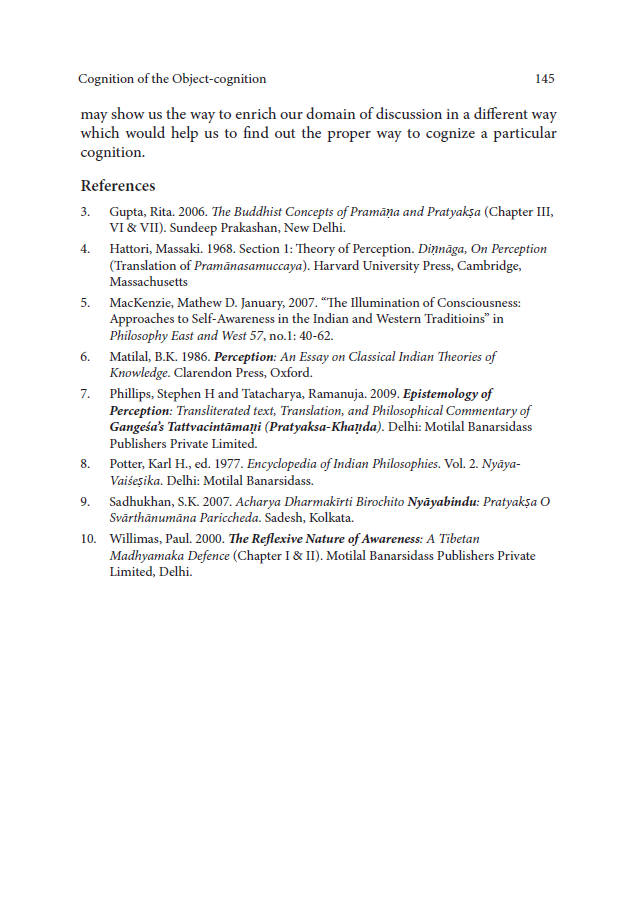 Cognition of the Object-cognition 145
may show us the way to enrich our domain of discussion in a different way
which would help us to find out the proper way to cognize a particular
cognition.
References
3. Gupta, Rita. 2006. The Buddhist Concepts of Pramāṇa and Pratyakṣa (Chapter III,
VI & VII). Sundeep Prakashan, New Delhi.
4. Hattori, Massaki. 1968. Section 1: Theory of Perception. Diṇnāga, On Perception
(Translation of Pramānasamuccaya). Harvard University Press, Cambridge,
Massachusetts
5. MacKenzie, Mathew D. January, 2007. “The Illumination of Consciousness:
Approaches to Self-Awareness in the Indian and Western Traditioins” in
Philosophy East and West 57, no.1: 40-62.
6. Matilal, B.K. 1986. Perception: An Essay on Classical Indian Theories of
Knowledge. Clarendon Press, Oxford.
7. Phillips, Stephen H and Tatacharya, Ramanuja. 2009. Epistemology of
Perception: Transliterated text, Translation, and Philosophical Commentary of
Gangeśa’s Tattvacintāmaṇi (Pratyaksa-Khaṇda). Delhi: Motilal Banarsidass
Publishers Private Limited.
8. Potter, Karl H., ed. 1977. Encyclopedia of Indian Philosophies. Vol. 2. Nyāya-
Vaiśeṣika. Delhi: Motilal Banarsidass.
9. Sadhukhan, S.K. 2007. Acharya Dharmakīrti Birochito Nyāyabindu: Pratyakṣa O
Svārthānumāna Pariccheda. Sadesh, Kolkata.
10. Willimas, Paul. 2000. The Reflexive Nature of Awareness: A Tibetan
Madhyamaka Defence (Chapter I & II). Motilal Banarsidass Publishers Private
Limited, Delhi.